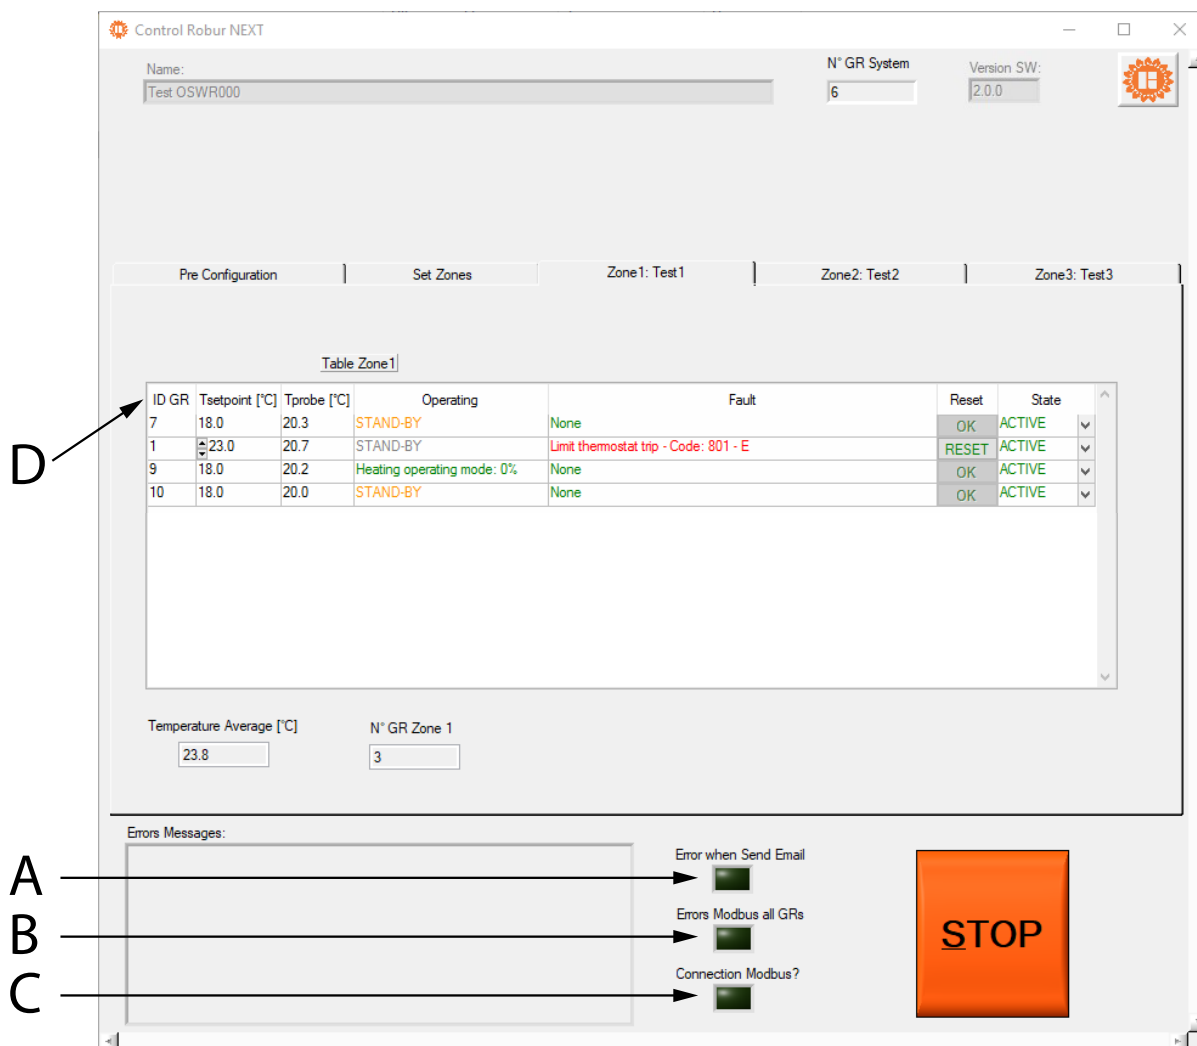 Control Robur NEXT
Name:
N° GR System
Version SW:
Test OSWR000
6
2.0.0
Pre Configuration
Set Zones
Zone1: Test1
Zone2: Test2
Zone3: Test3
Table Zone1
ID GR Tsetpoint [°C] Tprobe [°C] Operating Fault Reset State
7 18.0 20.3 STAND-BY None OK ACTIVE
1 23.0 20.7 STAND-BY Limit thermostat trip - Code: 801 - E RESET ACTIVE
9 18.0 20.2 Heating operating mode: 0% None OK ACTIVE
10 18.0 20.0 STAND-BY None OK ACTIVE
D
Temperature Average [°C]
N° GR Zone 1
23.8
3
Errors Messages:
Error when Send Email
A
Errors Modbus all GRs
B
STOP
Connection Modbus?
C